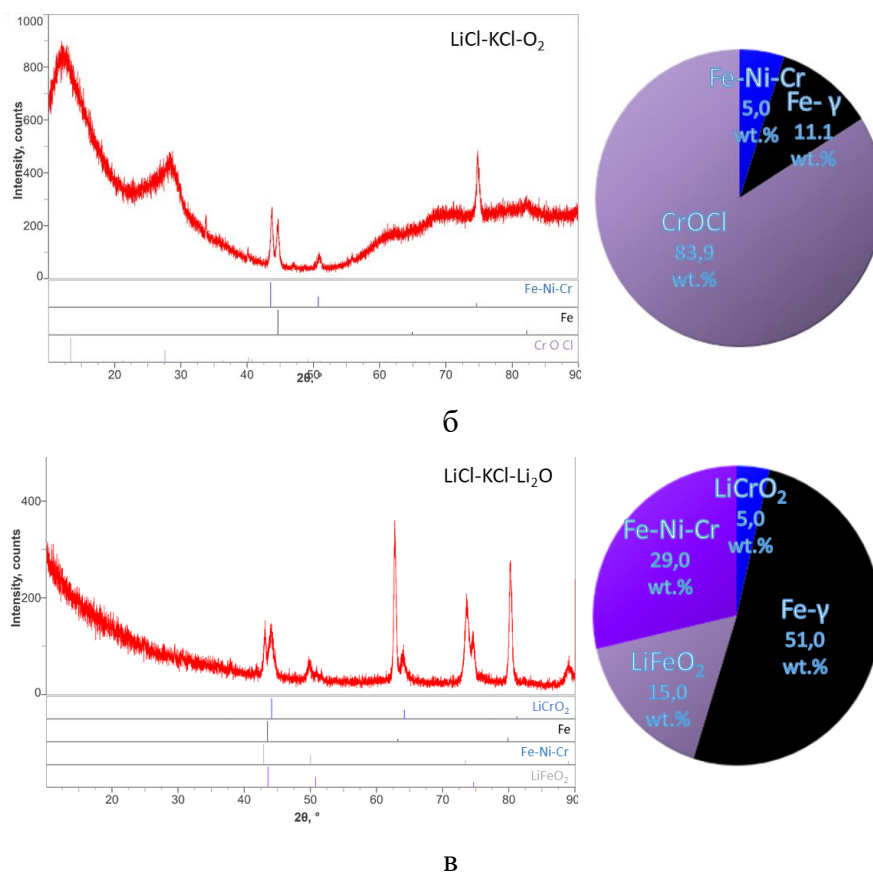 1000
LiCl-KCl-O₂
800
600
400
200
0
Intensity, counts
Fe-Ni-Cr
Fe
Cr O Cl
20 30 40 50 60 70 80 90
2θ, °
Fe-Ni-Cr
5,0
wt.%
Fe- γ
11.1
wt.%
CrOCl
83,9
wt.%
б
LiCl-KCl-Li₂O
400
200
0
Intensity, counts
LiCrO₂
Fe
Fe-Ni-Cr
LiFeO₂
20 30 40 50 60 70 80 90
2θ, °
LiCrO₂
5,0
wt.%
Fe-Ni-Cr
29,0
wt.%
Fe-γ
51,0
wt.%
LiFeO₂
15,0
wt.%
в